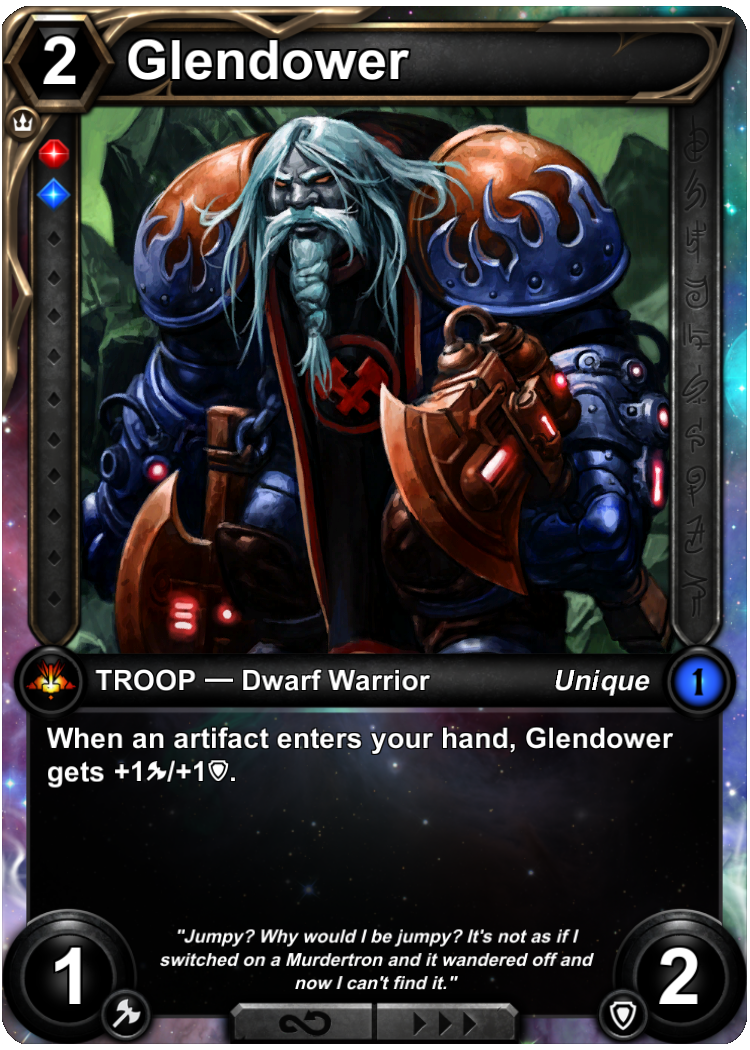 2
Glendower
TROOP — Dwarf Warrior
Unique
1
When an artifact enters your hand, Glendower
gets +1/+1.
"Jumpy? Why would I be jumpy? It's not as if I
switched on a Murdertron and it wandered off and
now I can't find it."
1
2